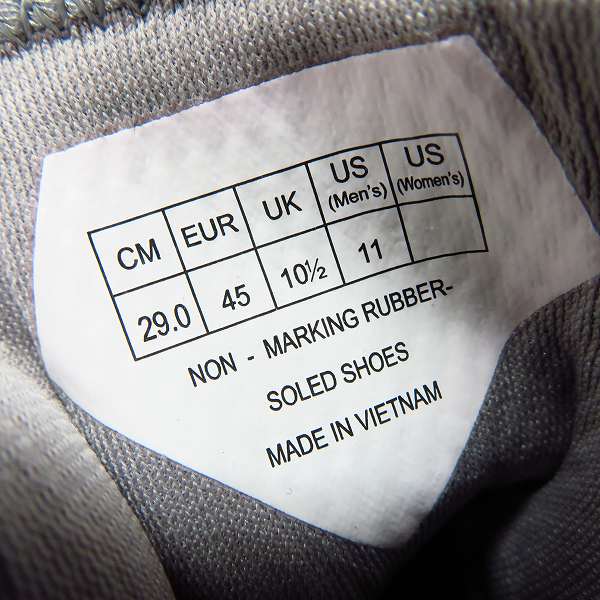 CM EUR UK US (Men's) US (Women's)
29.0 45 10½ 11
NON - MARKING RUBBER-
SOLED SHOES
MADE IN VIETNAM